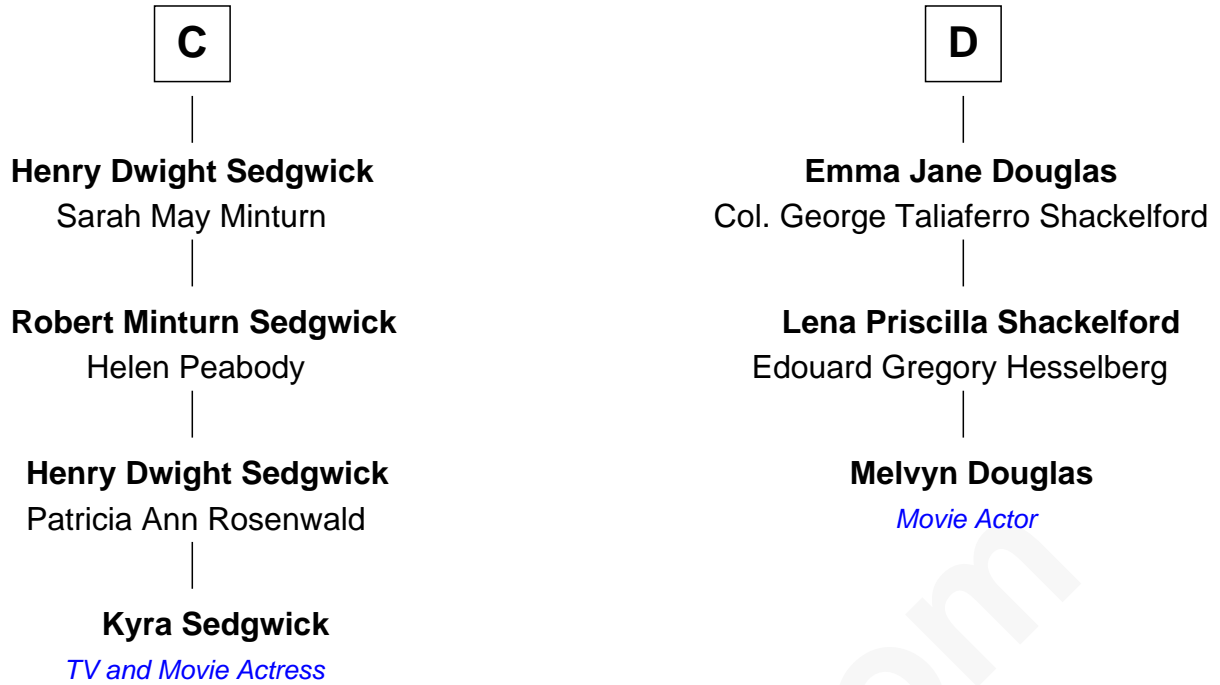 C
Henry Dwight Sedgwick
Sarah May Minturn
Robert Minturn Sedgwick
Helen Peabody
Henry Dwight Sedgwick
Patricia Ann Rosenwald
Kyra Sedgwick
TV and Movie Actress
D
Emma Jane Douglas
Col. George Taliaferro Shackelford
Lena Priscilla Shackelford
Edouard Gregory Hesselberg
Melvyn Douglas
Movie Actor
om